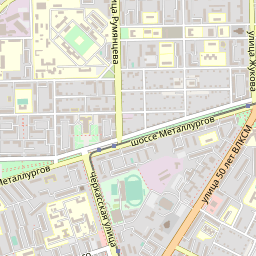 ица Румянцева
улица Жукова
шоссе Металлургов
Металлургов
Черкасская улица
улица 50 лет ВЛКСМ